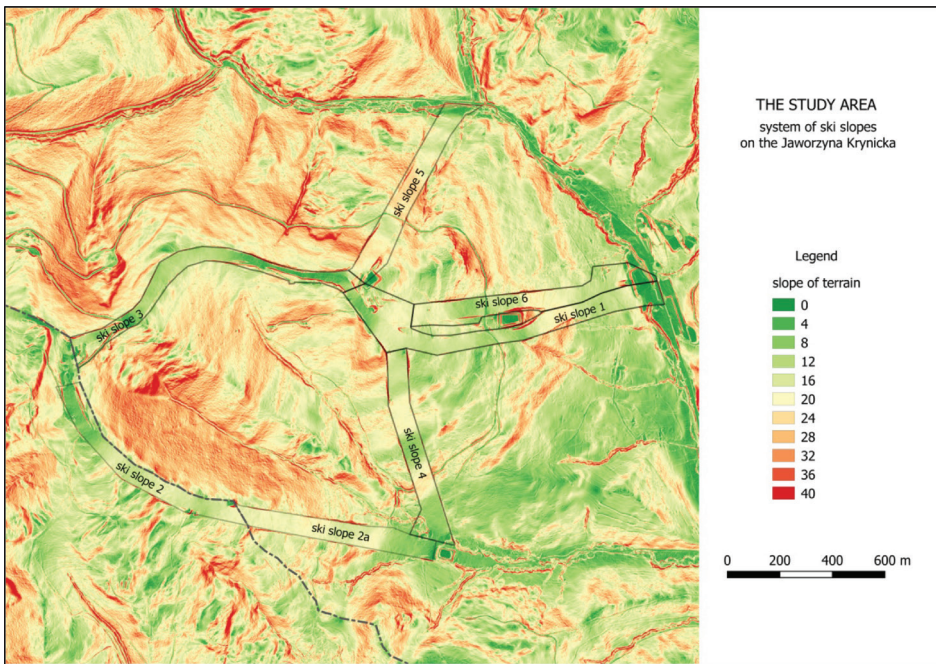 THE STUDY AREA
system of ski slopes
on the Jaworzyna Krynicka
ski slope 5
ski slope 6
ski slope 1
ski slope 3
ski slope 4
ski slope 2
ski slope 2a
Legend
slope of terrain
0
4
8
12
16
20
24
28
32
36
40
0 200 400 600 m